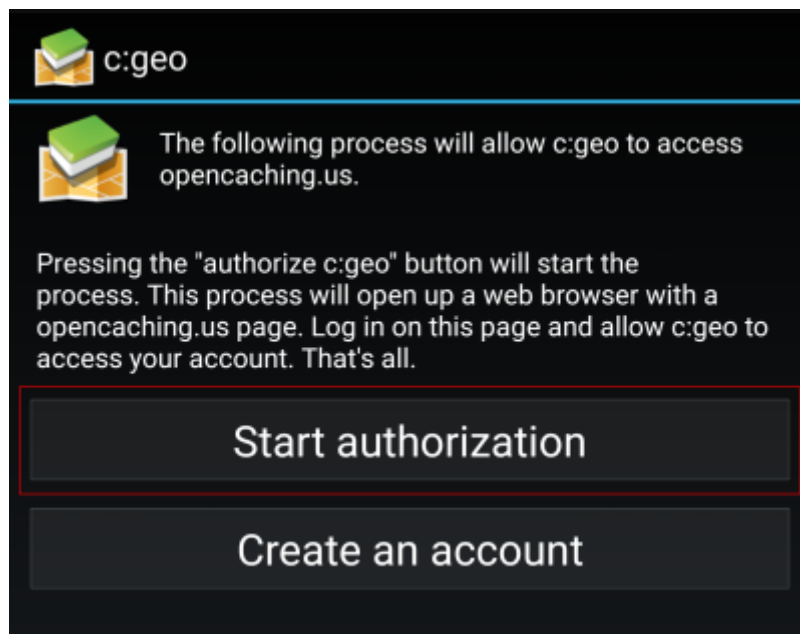 c:geo
The following process will allow c:geo to access
opencaching.us.
Pressing the "authorize c:geo" button will start the
process. This process will open up a web browser with a
opencaching.us page. Log in on this page and allow c:geo to
access your account. That's all.
Start authorization
Create an account